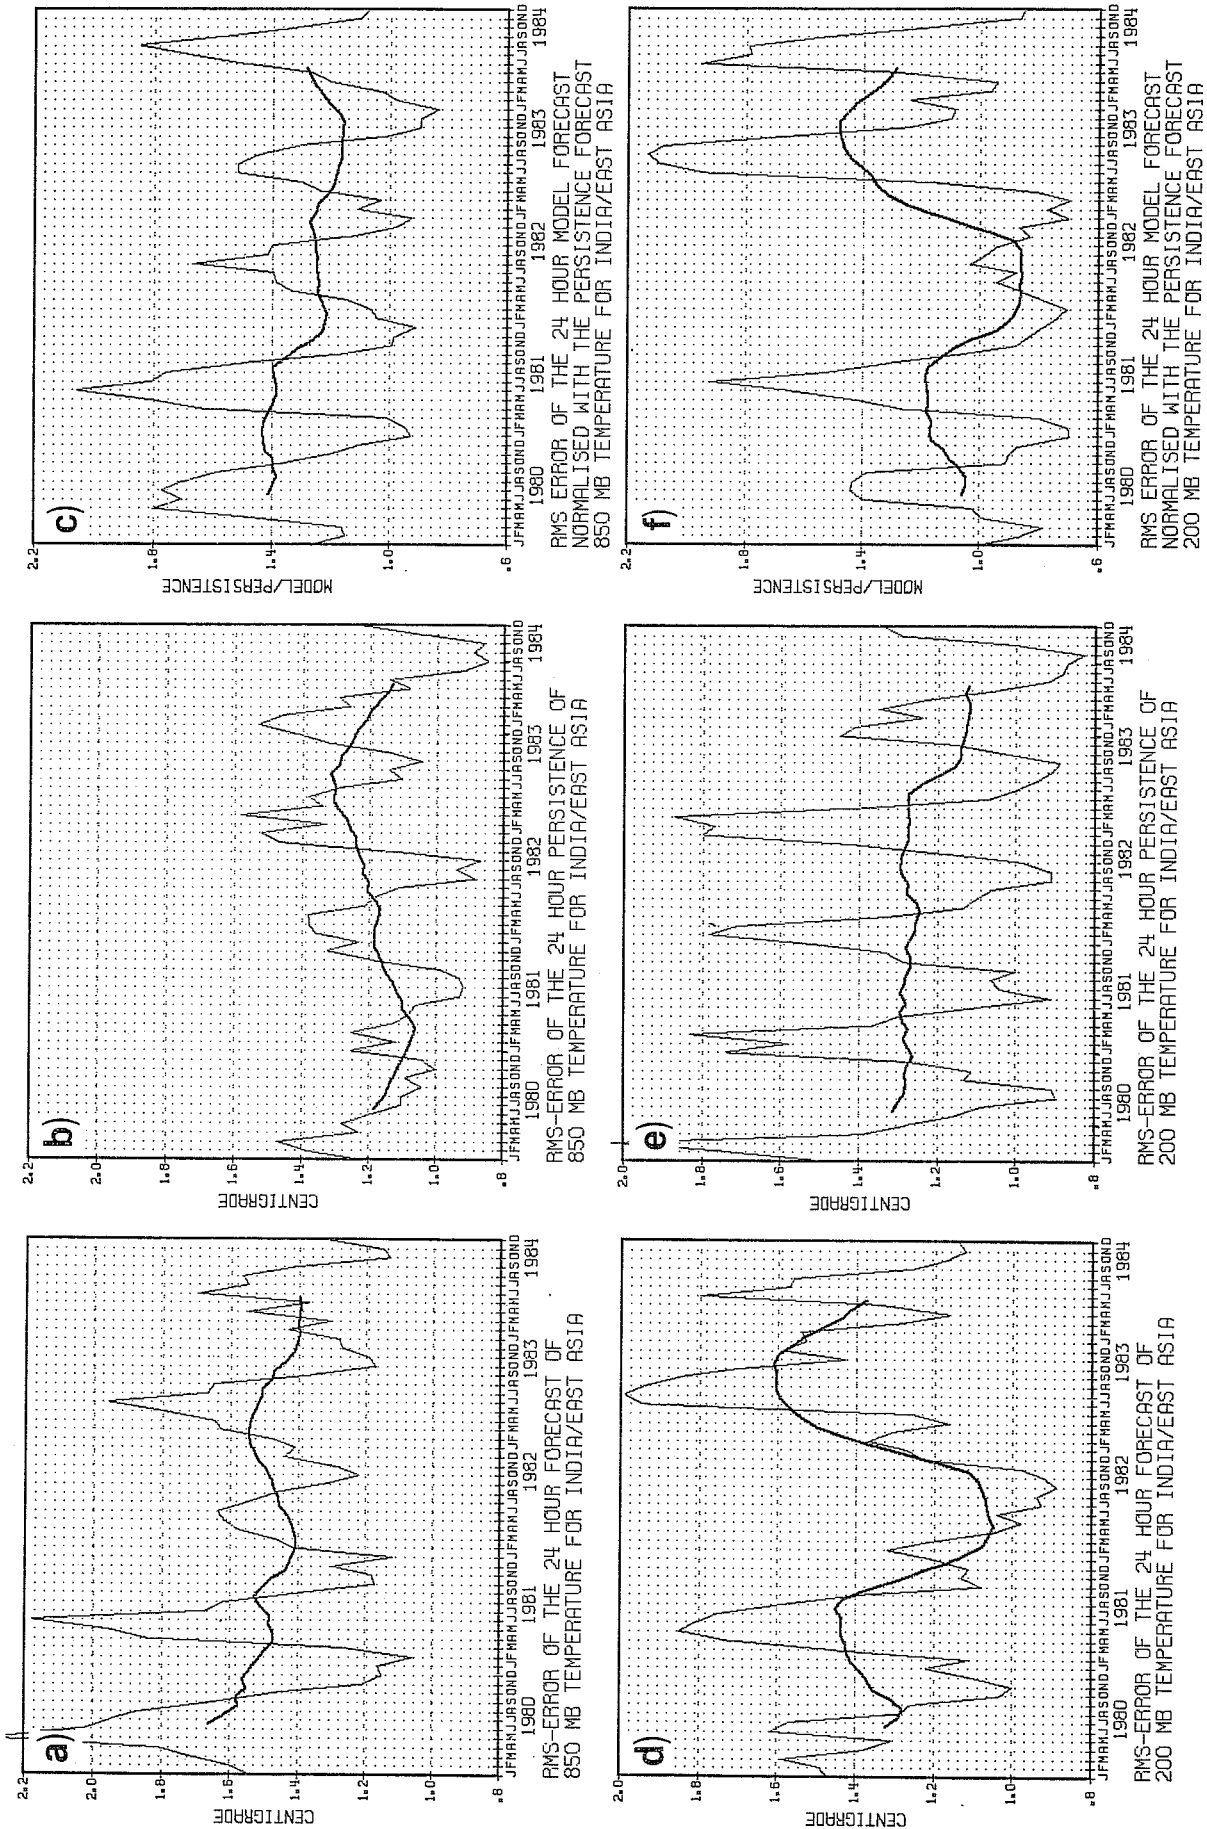 a)
2.2
2.0
1.8
1.6
1.4
1.2
1.0
.8
CENTIGRADE
JFMAMJJASONDJFMAMJJASONDJFMAMJJASONDJFMAMJJASONDJFMAMJJASOND
1980 1981 1982 1983 1984
RMS-ERROR OF THE 24 HOUR FORECAST OF
850 MB TEMPERATURE FOR INDIA/EAST ASIA
b)
2.2
2.0
1.8
1.6
1.4
1.2
1.0
.8
CENTIGRADE
JFMAMJJASONDJFMAMJJASONDJFMAMJJASONDJFMAMJJASONDJFMAMJJASOND
1980 1981 1982 1983 1984
RMS-ERROR OF THE 24 HOUR PERSISTENCE OF
850 MB TEMPERATURE FOR INDIA/EAST ASIA
c)
2.2
1.8
1.4
1.0
.6
MODEL/PERSISTENCE
JFMAMJJASONDJFMAMJJASONDJFMAMJJASONDJFMAMJJASONDJFMAMJJASOND
1980 1981 1982 1983 1984
RMS ERROR OF THE 24 HOUR MODEL FORECAST
NORMALISED WITH THE PERSISTENCE FORECAST
850 MB TEMPERATURE FOR INDIA/EAST ASIA
d)
2.0
1.8
1.6
1.4
1.2
1.0
.8
CENTIGRADE
JFMAMJJASONDJFMAMJJASONDJFMAMJJASONDJFMAMJJASONDJFMAMJJASOND
1980 1981 1982 1983 1984
RMS-ERROR OF THE 24 HOUR FORECAST OF
200 MB TEMPERATURE FOR INDIA/EAST ASIA
e)
2.0
1.8
1.6
1.4
1.2
1.0
.8
CENTIGRADE
JFMAMJJASONDJFMAMJJASONDJFMAMJJASONDJFMAMJJASONDJFMAMJJASOND
1980 1981 1982 1983 1984
RMS-ERROR OF THE 24 HOUR PERSISTENCE OF
200 MB TEMPERATURE FOR INDIA/EAST ASIA
f)
2.2
1.8
1.4
1.0
.6
MODEL/PERSISTENCE
JFMAMJJASONDJFMAMJJASONDJFMAMJJASONDJFMAMJJASONDJFMAMJJASOND
1980 1981 1982 1983 1984
RMS ERROR OF THE 24 HOUR MODEL FORECAST
NORMALISED WITH THE PERSISTENCE FORECAST
200 MB TEMPERATURE FOR INDIA/EAST ASIA